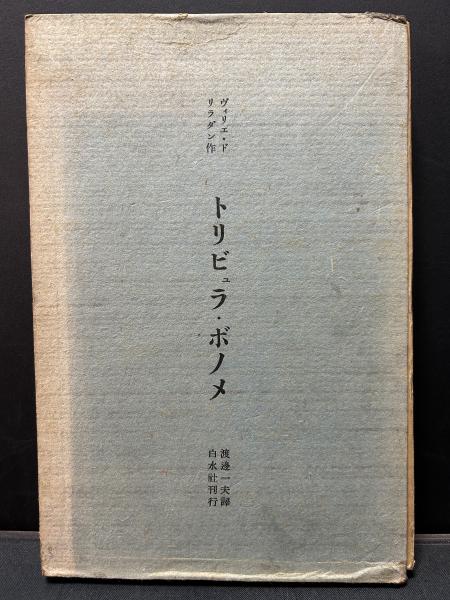 ヴィリエ・ド
リラダン作
トリビュラ・ボノメ
渡邊一夫譯
白水社刊行